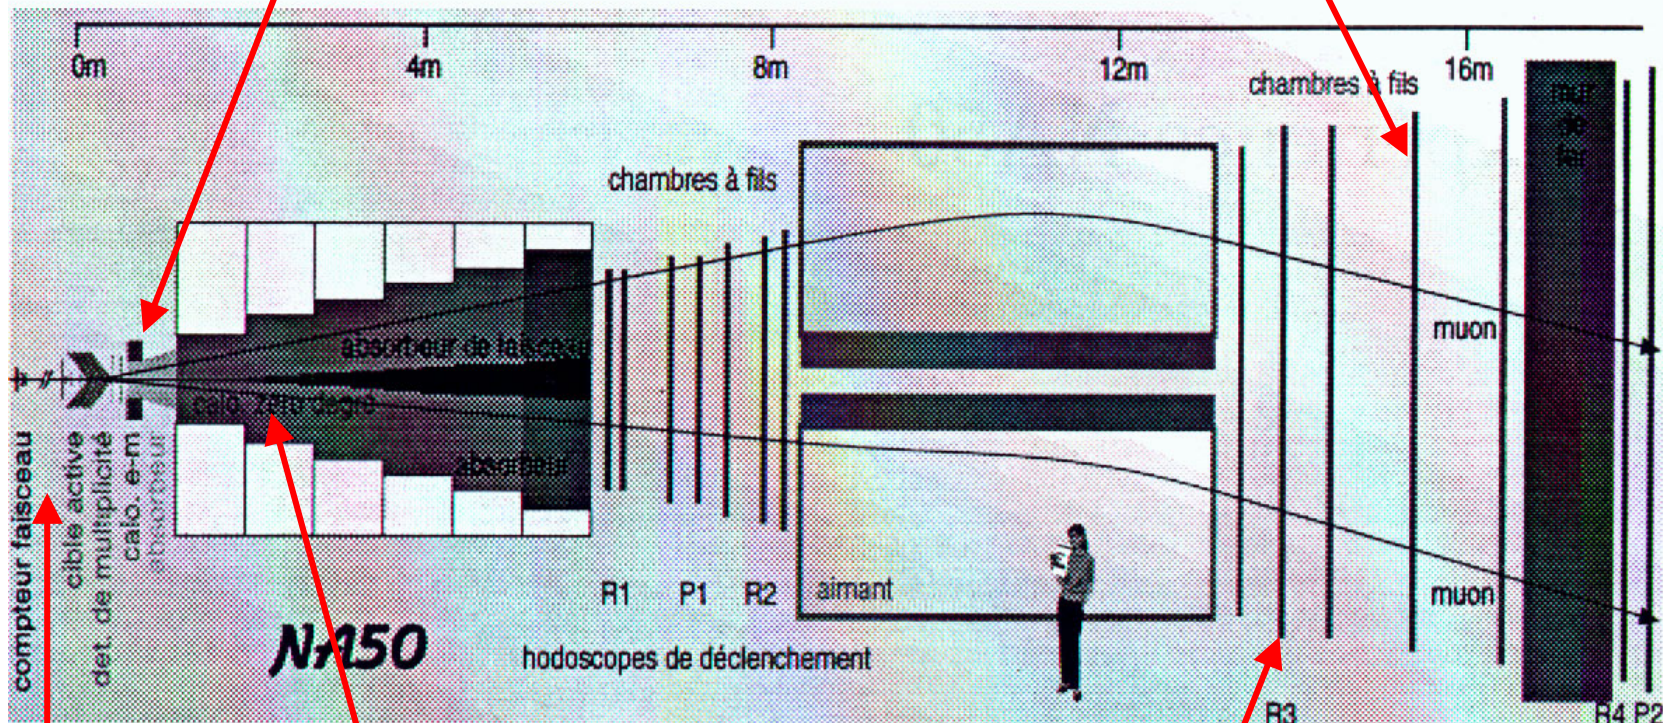 0m
4m
8m
12m
16m
chambres à fils
mur
de
fer
chambres à fils
muon
absorbeur de faisceau
calo. zéro degré
absorbeur
compteur faisceau
cible active
det. de multiplicité
calo. e-m
absorbeur
R1
P1
R2
aimant
muon
NA50
hodoscopes de déclenchement
R3
R4
P2